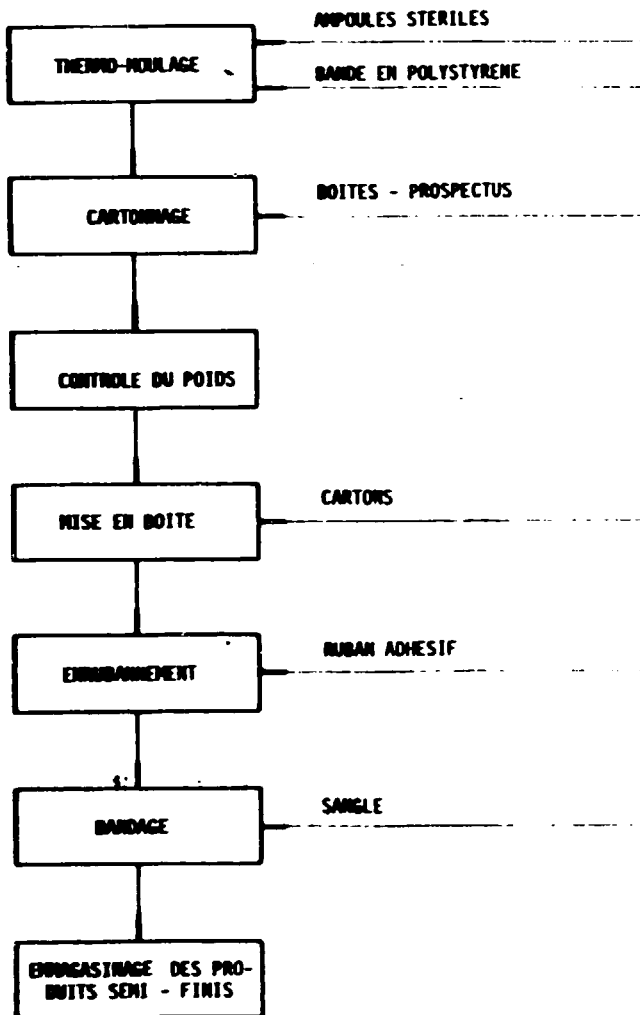 AMPOULES STERILES
THERMO-MOULAGE
BANDE EN POLYSTYRENE
BOITES - PROSPECTUS
CARTONNAGE
CONTROLE DU POIDS
CARTONS
MISE EN BOITE
RUBAN ADHESIF
ENRUBANNEMENT
SANGLE
BANDAGE
EMMAGASINAGE DES PRO-
DUITS SEMI - FINIS